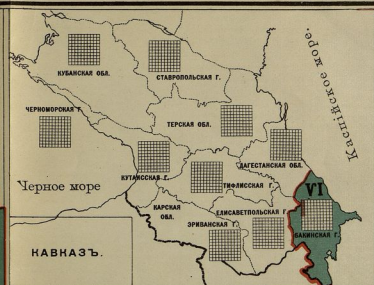 Каспійское море.
КУБАНСКАЯ ОБЛ.
СТАВРОПОЛЬСКАЯ Г.
ЧЕРНОМОРСКАЯ Г.
ТЕРСКАЯ ОБЛ.
ДАГЕСТАНСКАЯ ОБЛ.
КУТАИССКАЯ Г.
ТИФЛИССКАЯ Г.
Черное море
VI
КАРСКАЯ
ОБЛ.
ЕЛИСАВЕТПОЛЬСКАЯ Г.
ЭРИВАНСКАЯ Г.
БАКИНСКАЯ Г.
КАВКАЗЪ.